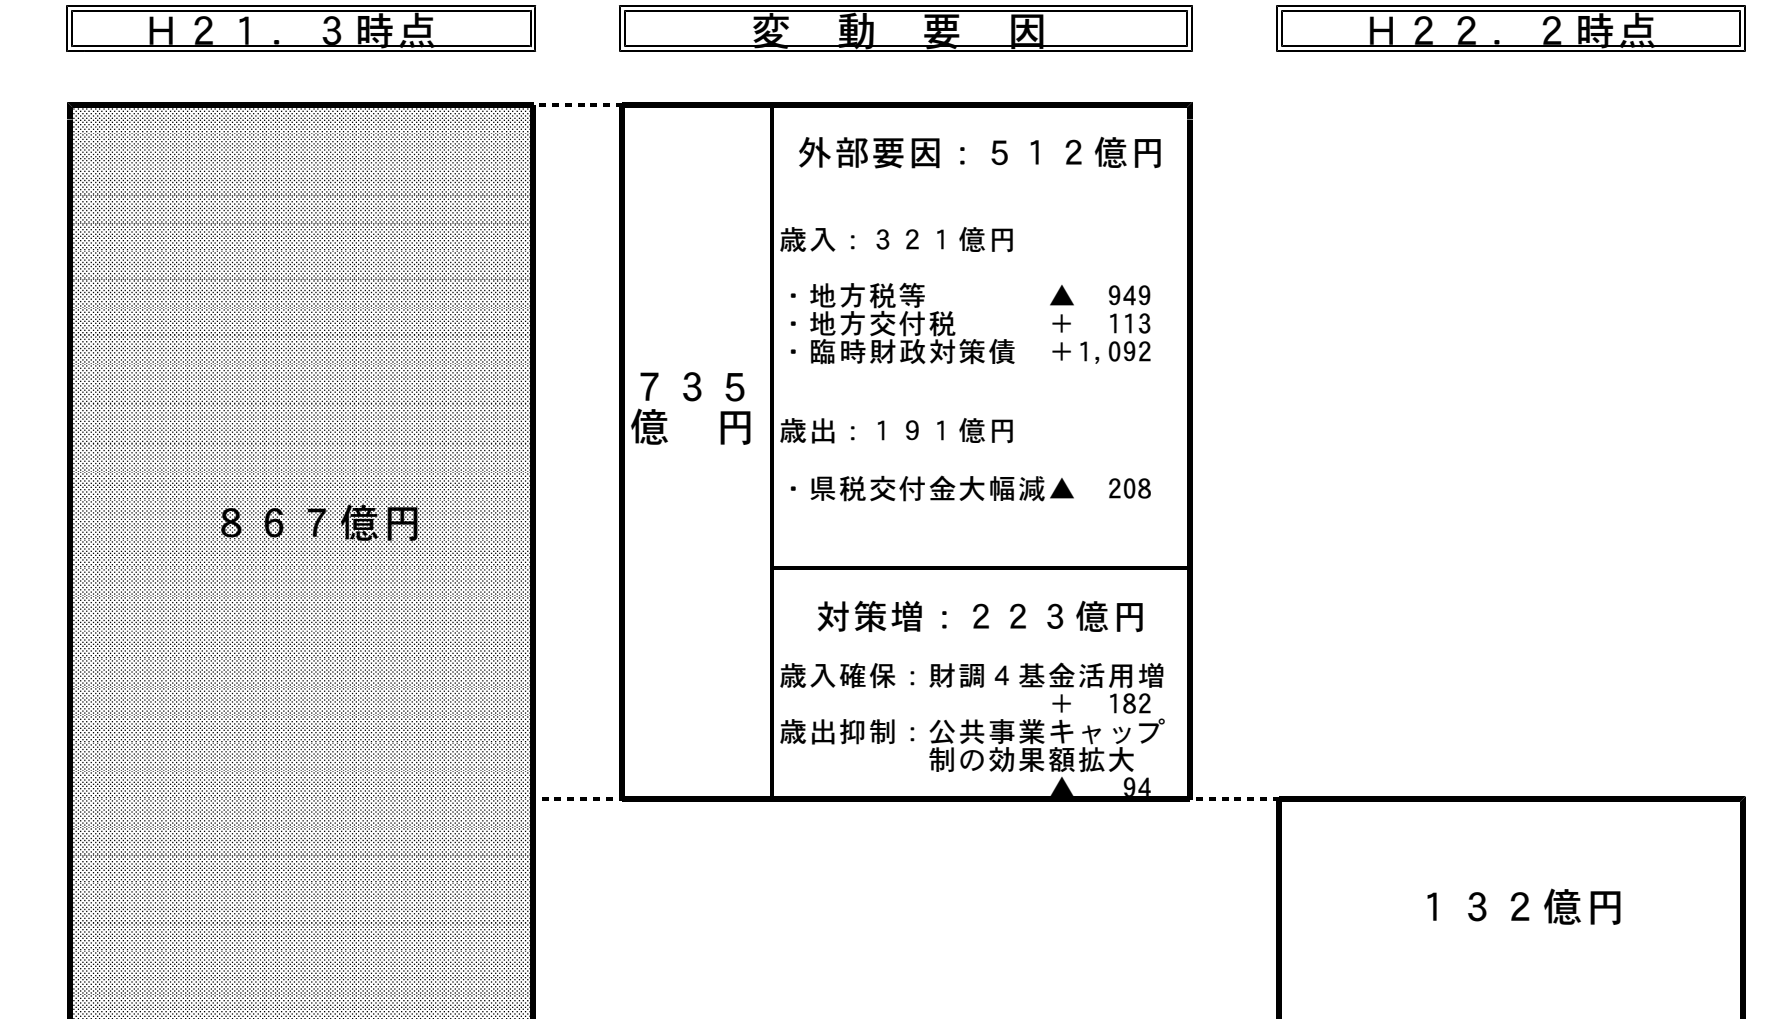 Ｈ２１．３時点
変　動　要　因
Ｈ２２．２時点
８６７億円
７３５
億　円
外部要因：５１２億円
歳入：３２１億円
・地方税等　　　　▲　949
・地方交付税　　　＋　113
・臨時財政対策債　＋1,092
歳出：１９１億円
・県税交付金大幅減▲　208
対策増：２２３億円
歳入確保：財調４基金活用増
＋　182
歳出抑制：公共事業キャップ
制の効果額拡大
▲　94
１３２億円